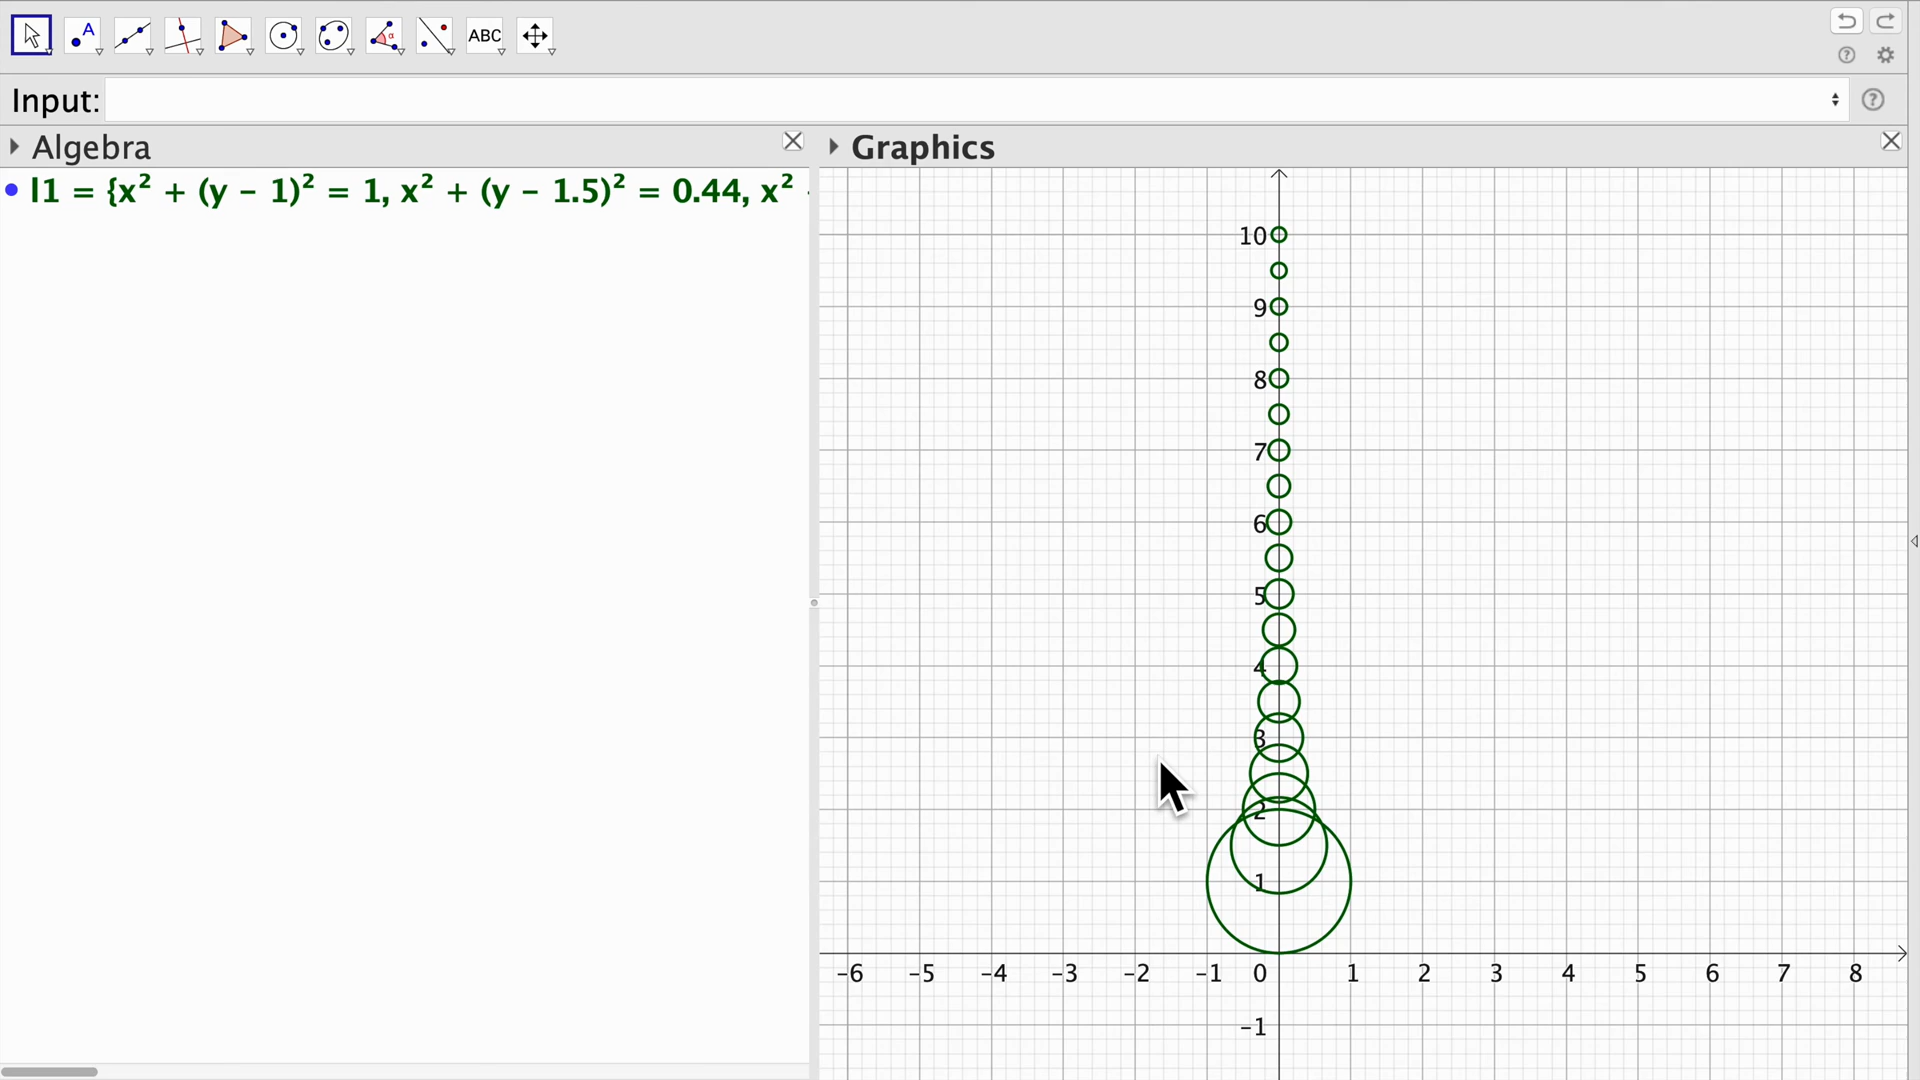 A
α
ABC
Input:
?
?
Algebra
Graphics
l1 = {x² + (y – 1)² = 1, x² + (y – 1.5)² = 0.44, x²
10
9
8
7
6
5
4
3
2
1
–6 –5 –4 –3 –2 –1 0 1 2 3 4 5 6 7 8
–1